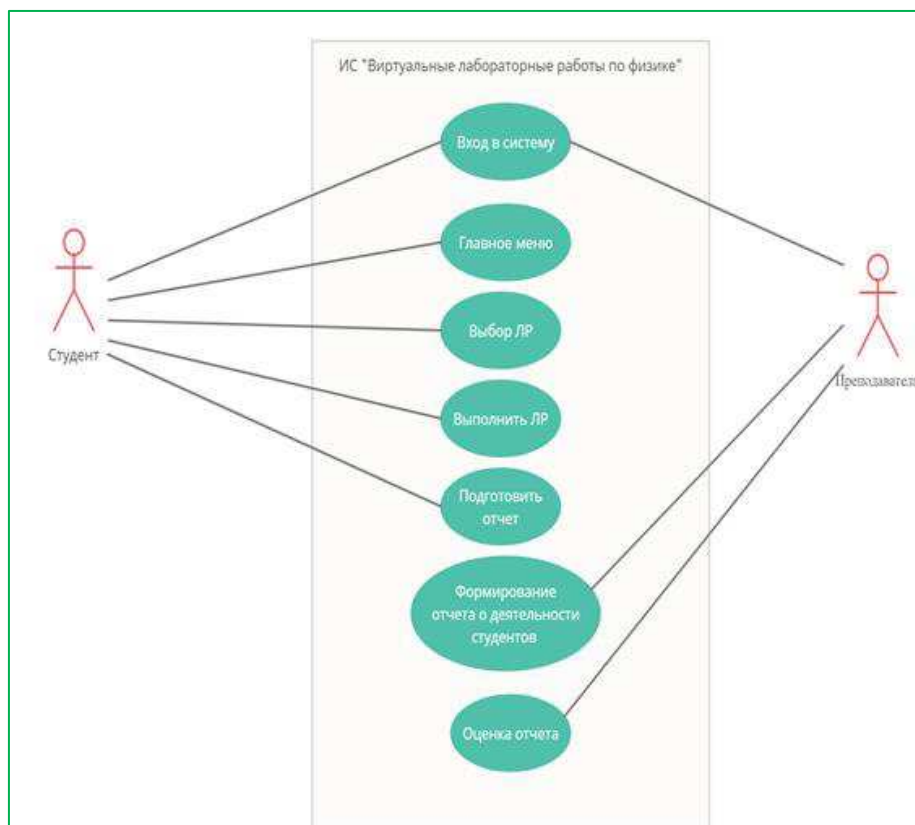 ИС "Виртуальные лабораторные работы по физике"
Вход в систему
Главное меню
Выбор ЛР
Студент
Преподаватель
Выполнить ЛР
Подготовить
отчет
Формирование
отчета о деятельности
студентов
Оценка отчета